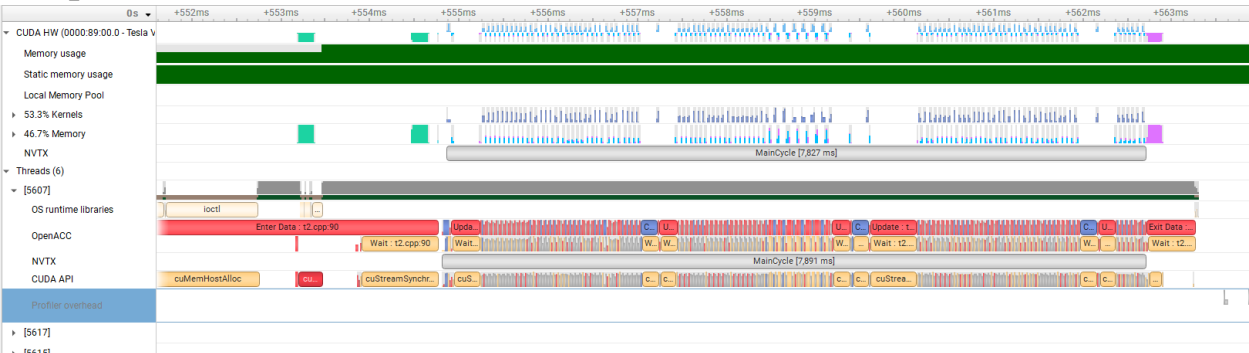 0s +552ms +553ms +554ms +555ms +556ms +557ms +558ms +559ms +560ms +561ms +562ms +563ms
CUDA HW (0000:89:00.0 - Tesla V
Memory usage
Static memory usage
Local Memory Pool
53.3% Kernels
46.7% Memory
NVTX MainCycle [7,827 ms]
Threads (6)
[5607]
OS runtime libraries ioctl ...
OpenACC Enter Data : t2.cpp:90 Upda... C... U... U... C... Update : t... C... U... Exit Data :...
Wait : t2.cpp:90 Wait... W... W... W... ... Wait : t2.... W... ... Wait : t2....
NVTX MainCycle [7,891 ms]
CUDA API cuMemHostAlloc cu... cuStreamSynchr... cuS... c... c... c... c... cuStrea... c... c... ...
Profiler overhead
[5617]
[5615]